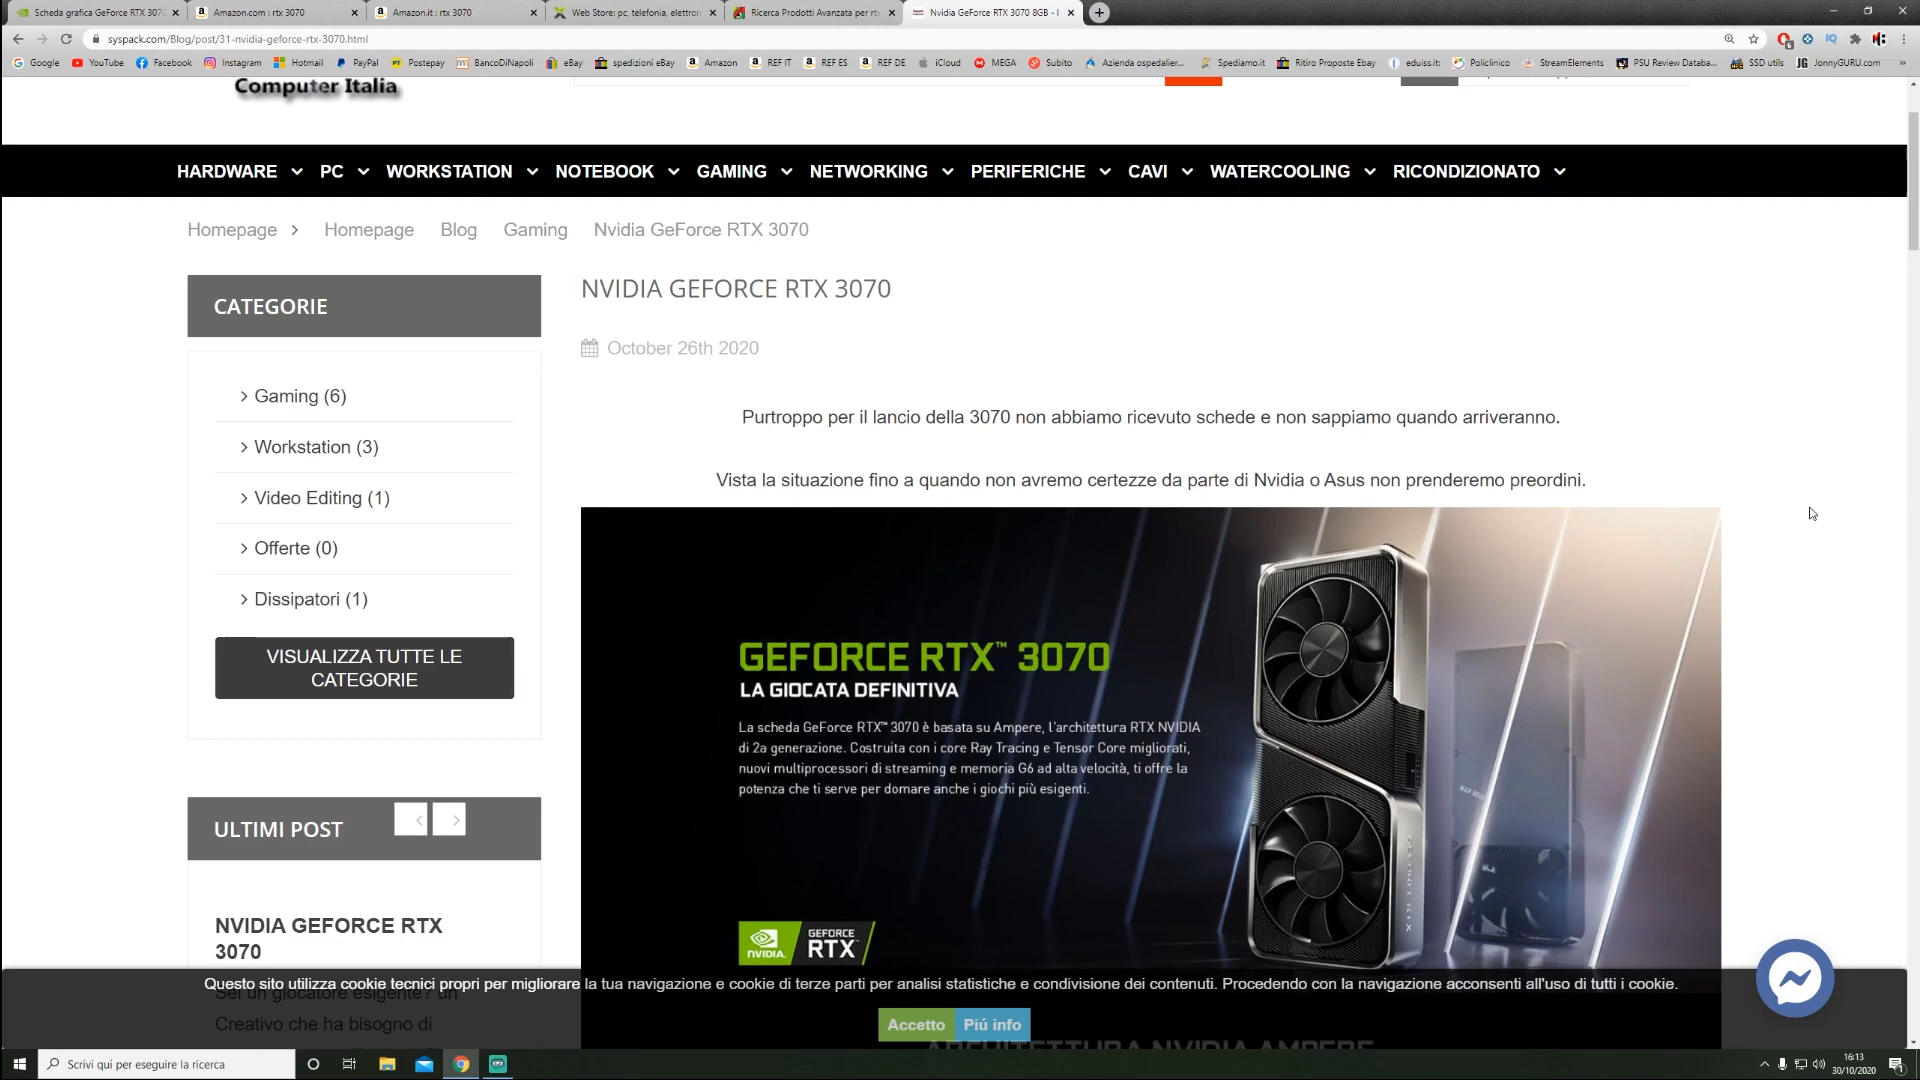 Scheda grafica GeForce RTX 307
Amazon.com : rtx 3070
Amazon.it : rtx 3070
Web Store: pc, telefonia, elettron
Ricerca Prodotti Avanzata per rt
Nvidia GeForce RTX 3070 8GB - I
syspack.com/Blog/post/31-nvidia-geforce-rtx-3070.html
Google YouTube Facebook Instagram Hotmail PayPal Postepay BancoDiNapoli eBay spedizioni eBay Amazon REF IT REF ES REF DE iCloud MEGA Subito Azienda ospedalier... Spediamo.it Ritiro Proposte Ebay eduiss.it: Policlinico StreamElements PSU Review Databa... SSD utils JonnyGURU.com
Computer Italia
HARDWARE PC WORKSTATION NOTEBOOK GAMING NETWORKING PERIFERICHE CAVI WATERCOOLING RICONDIZIONATO
Homepage > Homepage Blog Gaming Nvidia GeForce RTX 3070
CATEGORIE
> Gaming (6)
> Workstation (3)
> Video Editing (1)
> Offerte (0)
> Dissipatori (1)
VISUALIZZA TUTTE LE
CATEGORIE
ULTIMI POST
NVIDIA GEFORCE RTX
3070
Sei un giocatore esigente? un
Creativo che ha bisogno di
NVIDIA GEFORCE RTX 3070
October 26th 2020
Purtroppo per il lancio della 3070 non abbiamo ricevuto schede e non sappiamo quando arriveranno.
Vista la situazione fino a quando non avremo certezze da parte di Nvidia o Asus non prenderemo preordini.
GEFORCE RTX™ 3070
LA GIOCATA DEFINITIVA
La scheda GeForce RTX™ 3070 è basata su Ampere, l'architettura RTX NVIDIA
di 2a generazione. Costruita con i core Ray Tracing e Tensor Core migliorati,
nuovi multiprocessori di streaming e memoria G6 ad alta velocità, ti offre la
potenza che ti serve per domare anche i giochi più esigenti.
NVIDIA. GEFORCE
RTX
Questo sito utilizza cookie tecnici propri per migliorare la tua navigazione e cookie di terze parti per analisi statistiche e condivisione dei contenuti. Procedendo con la navigazione acconsenti all'uso di tutti i cookie.
Accetto Piú info
ARCHITETTURA NVIDIA AMPERE
Scrivi qui per eseguire la ricerca
16:13
30/10/2020